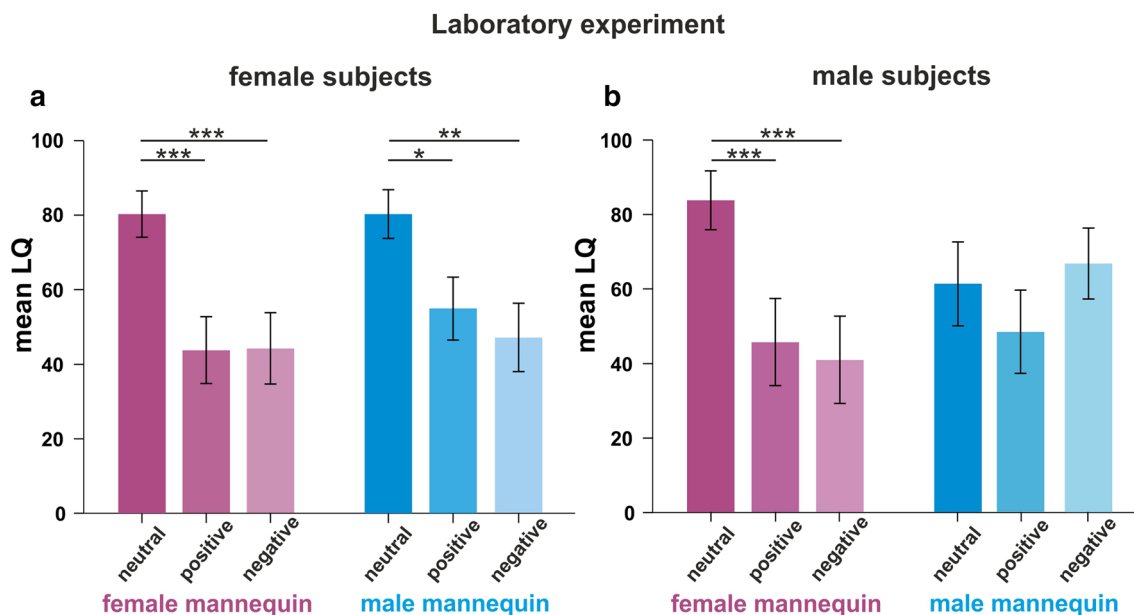 Laboratory experiment
female subjects
male subjects
a
b
*** 
***
**
*
***
***
mean LQ
100
80
60
40
20
0
neutral
positive
negative
neutral
positive
negative
female mannequin
male mannequin
mean LQ
100
80
60
40
20
0
neutral
positive
negative
neutral
positive
negative
female mannequin
male mannequin